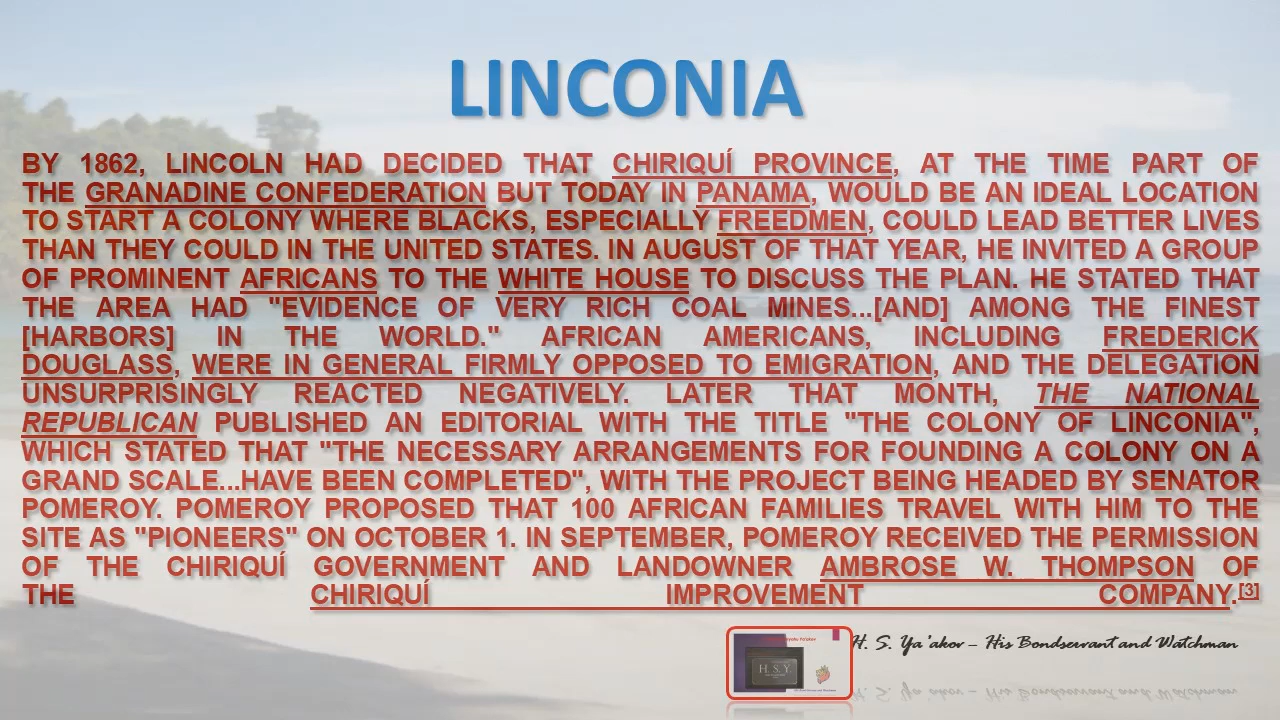 LINCONIA
BY 1862, LINCOLN HAD DECIDED THAT CHIRIQUÍ PROVINCE, AT THE TIME PART OF
THE GRANADINE CONFEDERATION BUT TODAY IN PANAMA, WOULD BE AN IDEAL LOCATION
TO START A COLONY WHERE BLACKS, ESPECIALLY FREEDMEN, COULD LEAD BETTER LIVES
THAN THEY COULD IN THE UNITED STATES. IN AUGUST OF THAT YEAR, HE INVITED A GROUP
OF PROMINENT AFRICANS TO THE WHITE HOUSE TO DISCUSS THE PLAN. HE STATED THAT
THE AREA HAD "EVIDENCE OF VERY RICH COAL MINES...[AND] AMONG THE FINEST
[HARBORS] IN THE WORLD." AFRICAN AMERICANS, INCLUDING FREDERICK
DOUGLASS, WERE IN GENERAL FIRMLY OPPOSED TO EMIGRATION, AND THE DELEGATION
UNSURPRISINGLY REACTED NEGATIVELY. LATER THAT MONTH, THE NATIONAL
REPUBLICAN PUBLISHED AN EDITORIAL WITH THE TITLE "THE COLONY OF LINCONIA",
WHICH STATED THAT "THE NECESSARY ARRANGEMENTS FOR FOUNDING A COLONY ON A
GRAND SCALE...HAVE BEEN COMPLETED", WITH THE PROJECT BEING HEADED BY SENATOR
POMEROY. POMEROY PROPOSED THAT 100 AFRICAN FAMILIES TRAVEL WITH HIM TO THE
SITE AS "PIONEERS" ON OCTOBER 1. IN SEPTEMBER, POMEROY RECEIVED THE PERMISSION
OF THE CHIRIQUÍ GOVERNMENT AND LANDOWNER AMBROSE W. THOMPSON OF
THE CHIRIQUÍ IMPROVEMENT COMPANY.[3]
H. S. Ya'akov – His Bondservant and Watchman
H. S. Y.